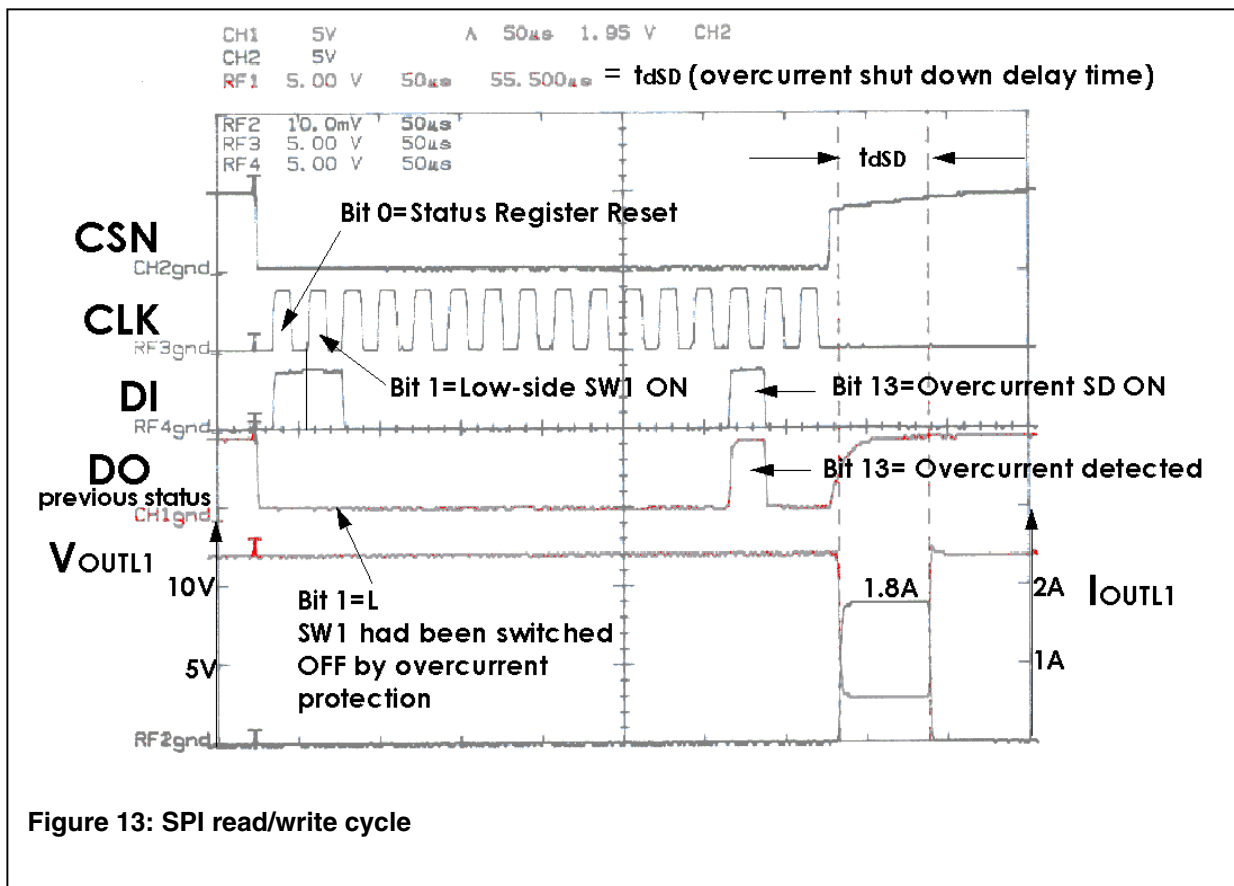 CH1 5V A 50µs 1.95 V CH2
CH2 5V
RF1 5.00 V 50µs 55.500µs = tdSD (overcurrent shut down delay time)
RF2 10.0mV 50µs
RF3 5.00 V 50µs
RF4 5.00 V 50µs
tdSD
Bit 0=Status Register Reset
CSN
CH2gnd
CLK
RF3gnd
Bit 1=Low-side SW1 ON
Bit 13=Overcurrent SD ON
DI
RF4gnd
DO
previous status
Bit 13= Overcurrent detected
CH1gnd
VOUTL1
10V
1.8A
2A
IOUTL1
Bit 1=L
SW1 had been switched
OFF by overcurrent
protection
5V
1A
RF2gnd
Figure 13: SPI read/write cycle